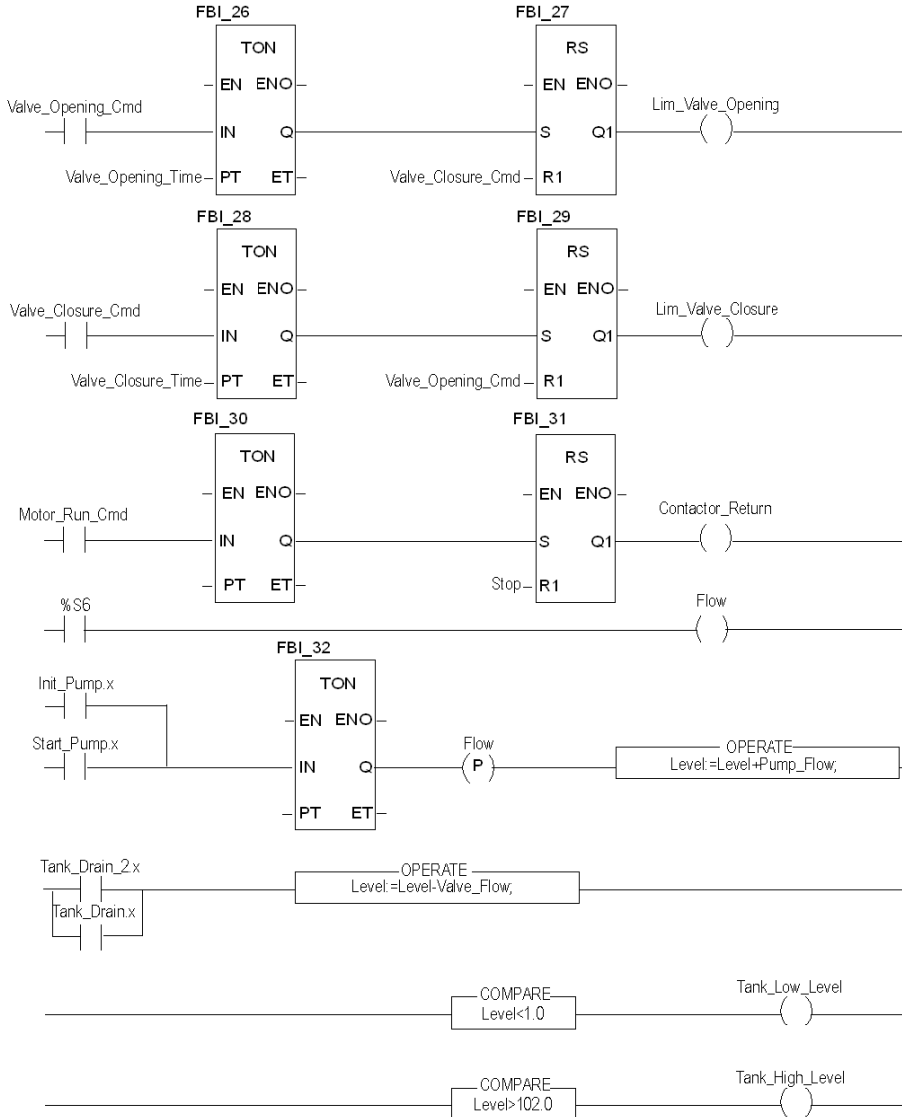 FBI_26
FBI_27
TON
RS
EN ENO
EN ENO
Valve_Opening_Cmd
Lim_Valve_Opening
IN Q
S Q1
Valve_Opening_Time
PT ET
Valve_Closure_Cmd
R1
FBI_28
FBI_29
TON
RS
EN ENO
EN ENO
Valve_Closure_Cmd
Lim_Valve_Closure
IN Q
S Q1
Valve_Closure_Time
PT ET
Valve_Opening_Cmd
R1
FBI_30
FBI_31
TON
RS
EN ENO
EN ENO
Motor_Run_Cmd
Contactor_Return
IN Q
S Q1
PT ET
Stop
R1
%S6
Flow
FBI_32
Init_Pump.x
TON
EN ENO
Start_Pump.x
Flow
OPERATE
IN Q
P
Level:=Level+Pump_Flow;
PT ET
Tank_Drain_2.x
OPERATE
Level:=Level-Valve_Flow;
Tank_Drain.x
COMPARE
Tank_Low_Level
Level<1.0
COMPARE
Tank_High_Level
Level>102.0